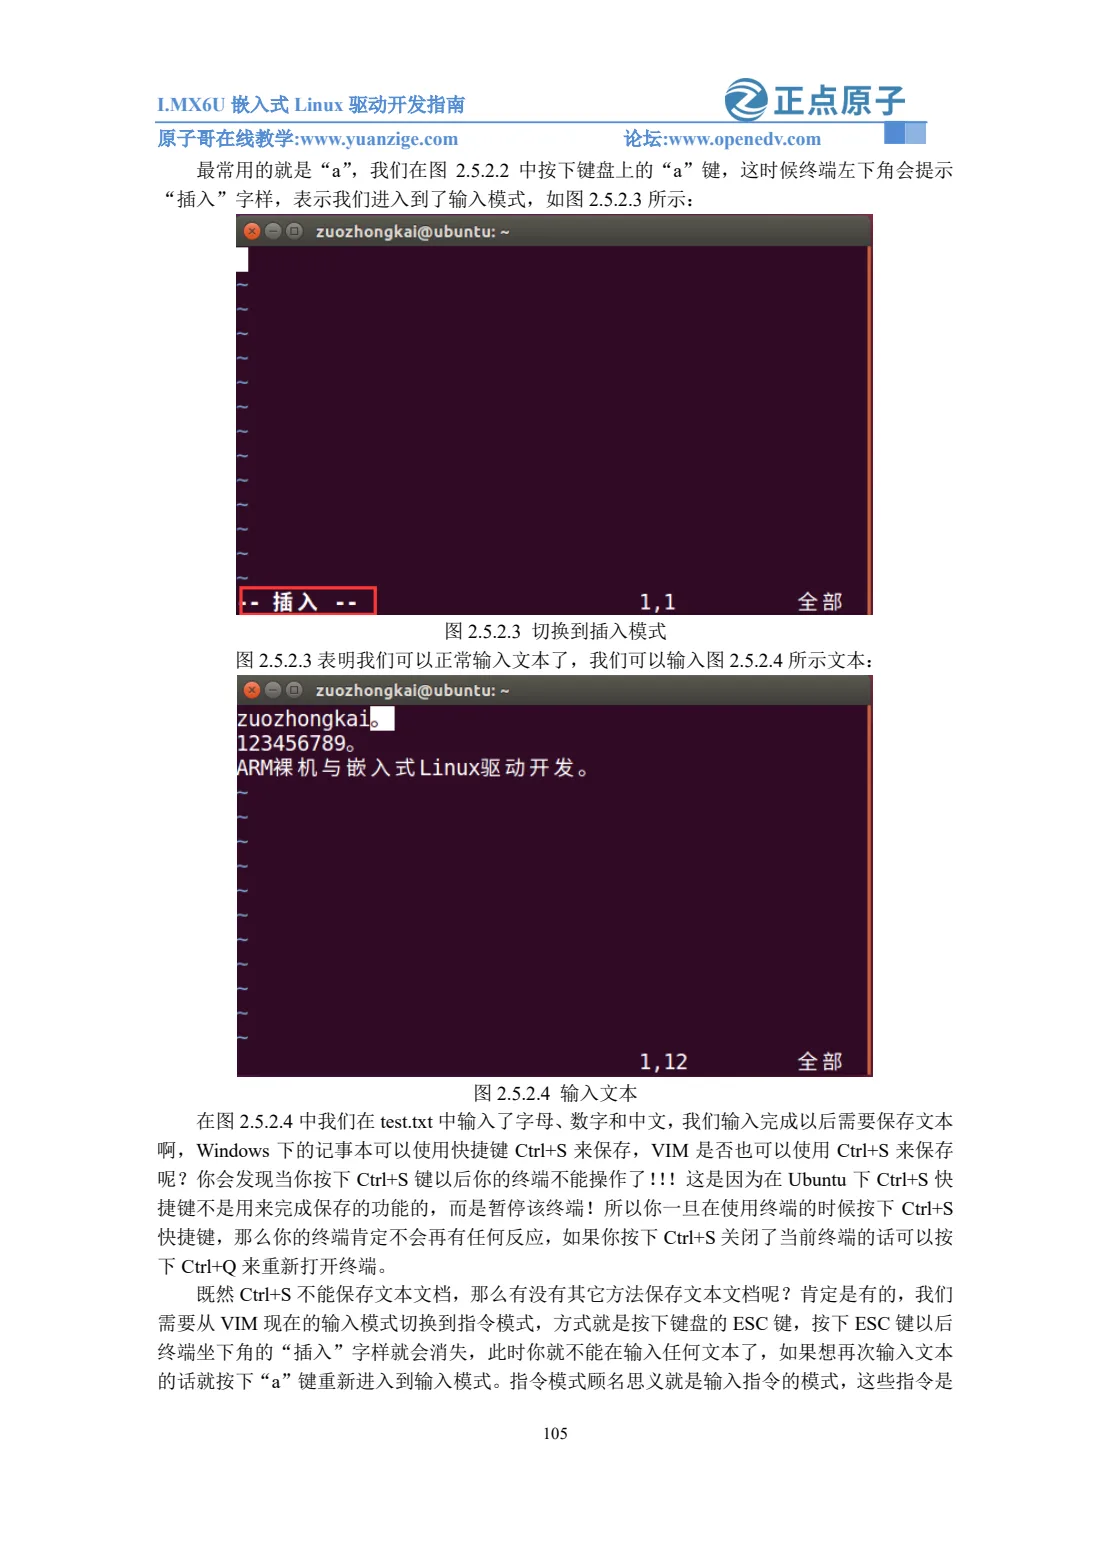 I.MX6U 嵌入式 Linux 驱动开发指南
正点原子
原子哥在线教学:www.yuanzige.com 论坛:www.openedv.com
最常用的就是“a”，我们在图 2.5.2.2 中按下键盘上的“a”键，这时候终端左下角会提示
“插入”字样，表示我们进入到了输入模式，如图 2.5.2.3 所示：
zuozhongkai@ubuntu: ~
~
~
~
~
~
~
~
~
~
~
~
~
~
-- 插入 -- 1,1 全部
图 2.5.2.3 切换到插入模式
图 2.5.2.3 表明我们可以正常输入文本了，我们可以输入图 2.5.2.4 所示文本：
zuozhongkai@ubuntu: ~
zuozhongkai。
123456789。
ARM裸机与嵌入式Linux驱动开发。
~
~
~
~
~
~
~
~
~
~
~
1,12 全部
图 2.5.2.4 输入文本
在图 2.5.2.4 中我们在 test.txt 中输入了字母、数字和中文，我们输入完成以后需要保存文本
啊，Windows 下的记事本可以使用快捷键 Ctrl+S 来保存，VIM 是否也可以使用 Ctrl+S 来保存
呢？你会发现当你按下 Ctrl+S 键以后你的终端不能操作了！！！这是因为在 Ubuntu 下 Ctrl+S 快
捷键不是用来完成保存的功能的，而是暂停该终端！所以你一旦在使用终端的时候按下 Ctrl+S
快捷键，那么你的终端肯定不会再有任何反应，如果你按下 Ctrl+S 关闭了当前终端的话可以按
下 Ctrl+Q 来重新打开终端。
既然 Ctrl+S 不能保存文本文档，那么有没有其它方法保存文本文档呢？肯定是有的，我们
需要从 VIM 现在的输入模式切换到指令模式，方式就是按下键盘的 ESC 键，按下 ESC 键以后
终端坐下角的“插入”字样就会消失，此时你就不能在输入任何文本了，如果想再次输入文本
的话就按下“a”键重新进入到输入模式。指令模式顾名思义就是输入指令的模式，这些指令是
105